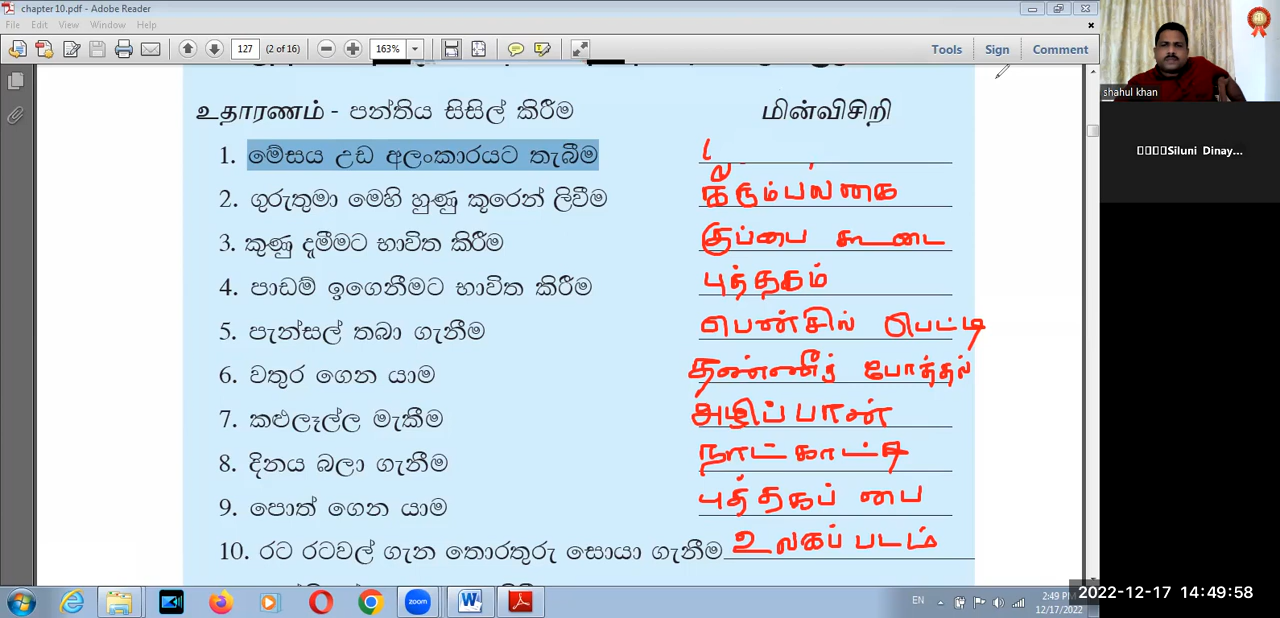 chapter 10.pdf - Adobe Reader
File Edit View Window Help
127 (2 of 16) 163% Tools Sign Comment
உதாரணம் - පන්තිය සිසිල් කිරීම மின்விசிறி
1. මේසය උඩ අලංකාරයට තැබීම
2. ගුරුතුමා මෙහි හුණු කූරෙන් ලිවීම கரும்பலகை
3. කුණු දැමීමට භාවිත කිරීම குப்பை கூடை
4. පාඩම් ඉගෙනීමට භාවිත කිරීම புத்தகம்
5. පැන්සල් තබා ගැනීම பென்சில் பெட்டி
6. වතුර ගෙන යාම தண்ணீர் போத்தல்
7. කළුලෑල්ල මැකීම அழிப்பான்
8. දිනය බලා ගැනීම நாட்காட்டி
9. පොත් ගෙන යාම புத்தகப் பை
10. රට රටවල් ගැන තොරතුරු සොයා ගැනීම உலகப் படம்
shahul khan
Siluni Dinay...
zoom
EN
2:49 PM
12/17/2022
2022-12-17 14:49:58